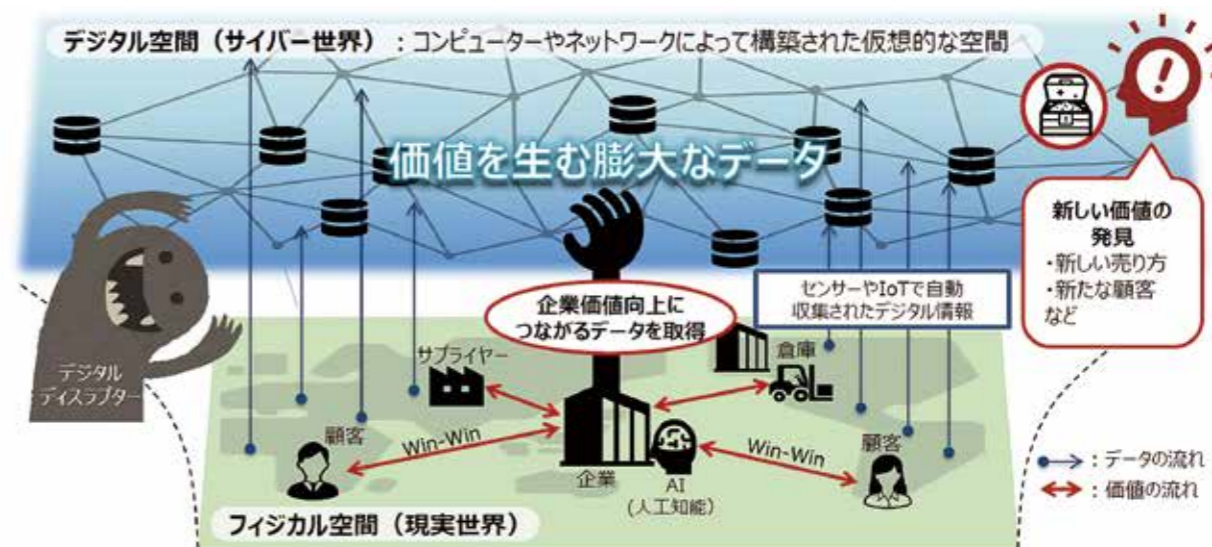 デジタル空間（サイバー世界）：コンピューターやネットワークによって構築された仮想的な空間
価値を生む膨大なデータ
新しい価値の
発見
・新しい売り方
・新たな顧客
など
センサーやIoTで自動
収集されたデジタル情報
企業価値向上に
つながるデータを取得
デジタル
ディスラプター
サプライヤー
倉庫
顧客
Win-Win
企業
AI
(人工知能)
Win-Win
顧客
：データの流れ
：価値の流れ
フィジカル空間（現実世界）